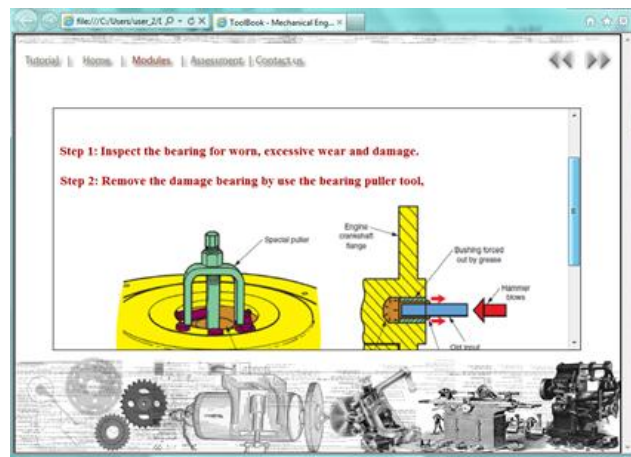 file:///C:/Users/user_2/D
ToolBook - Mechanical Eng...
Tutorial | Home | Modules | Assessment | Contact us
Step 1: Inspect the bearing for worn, excessive wear and damage.
Step 2: Remove the damage bearing by use the bearing puller tool,
Special puller
Engine
crankshaft
flange
Bushing forced
out by grease
Hammer
blows
Old input